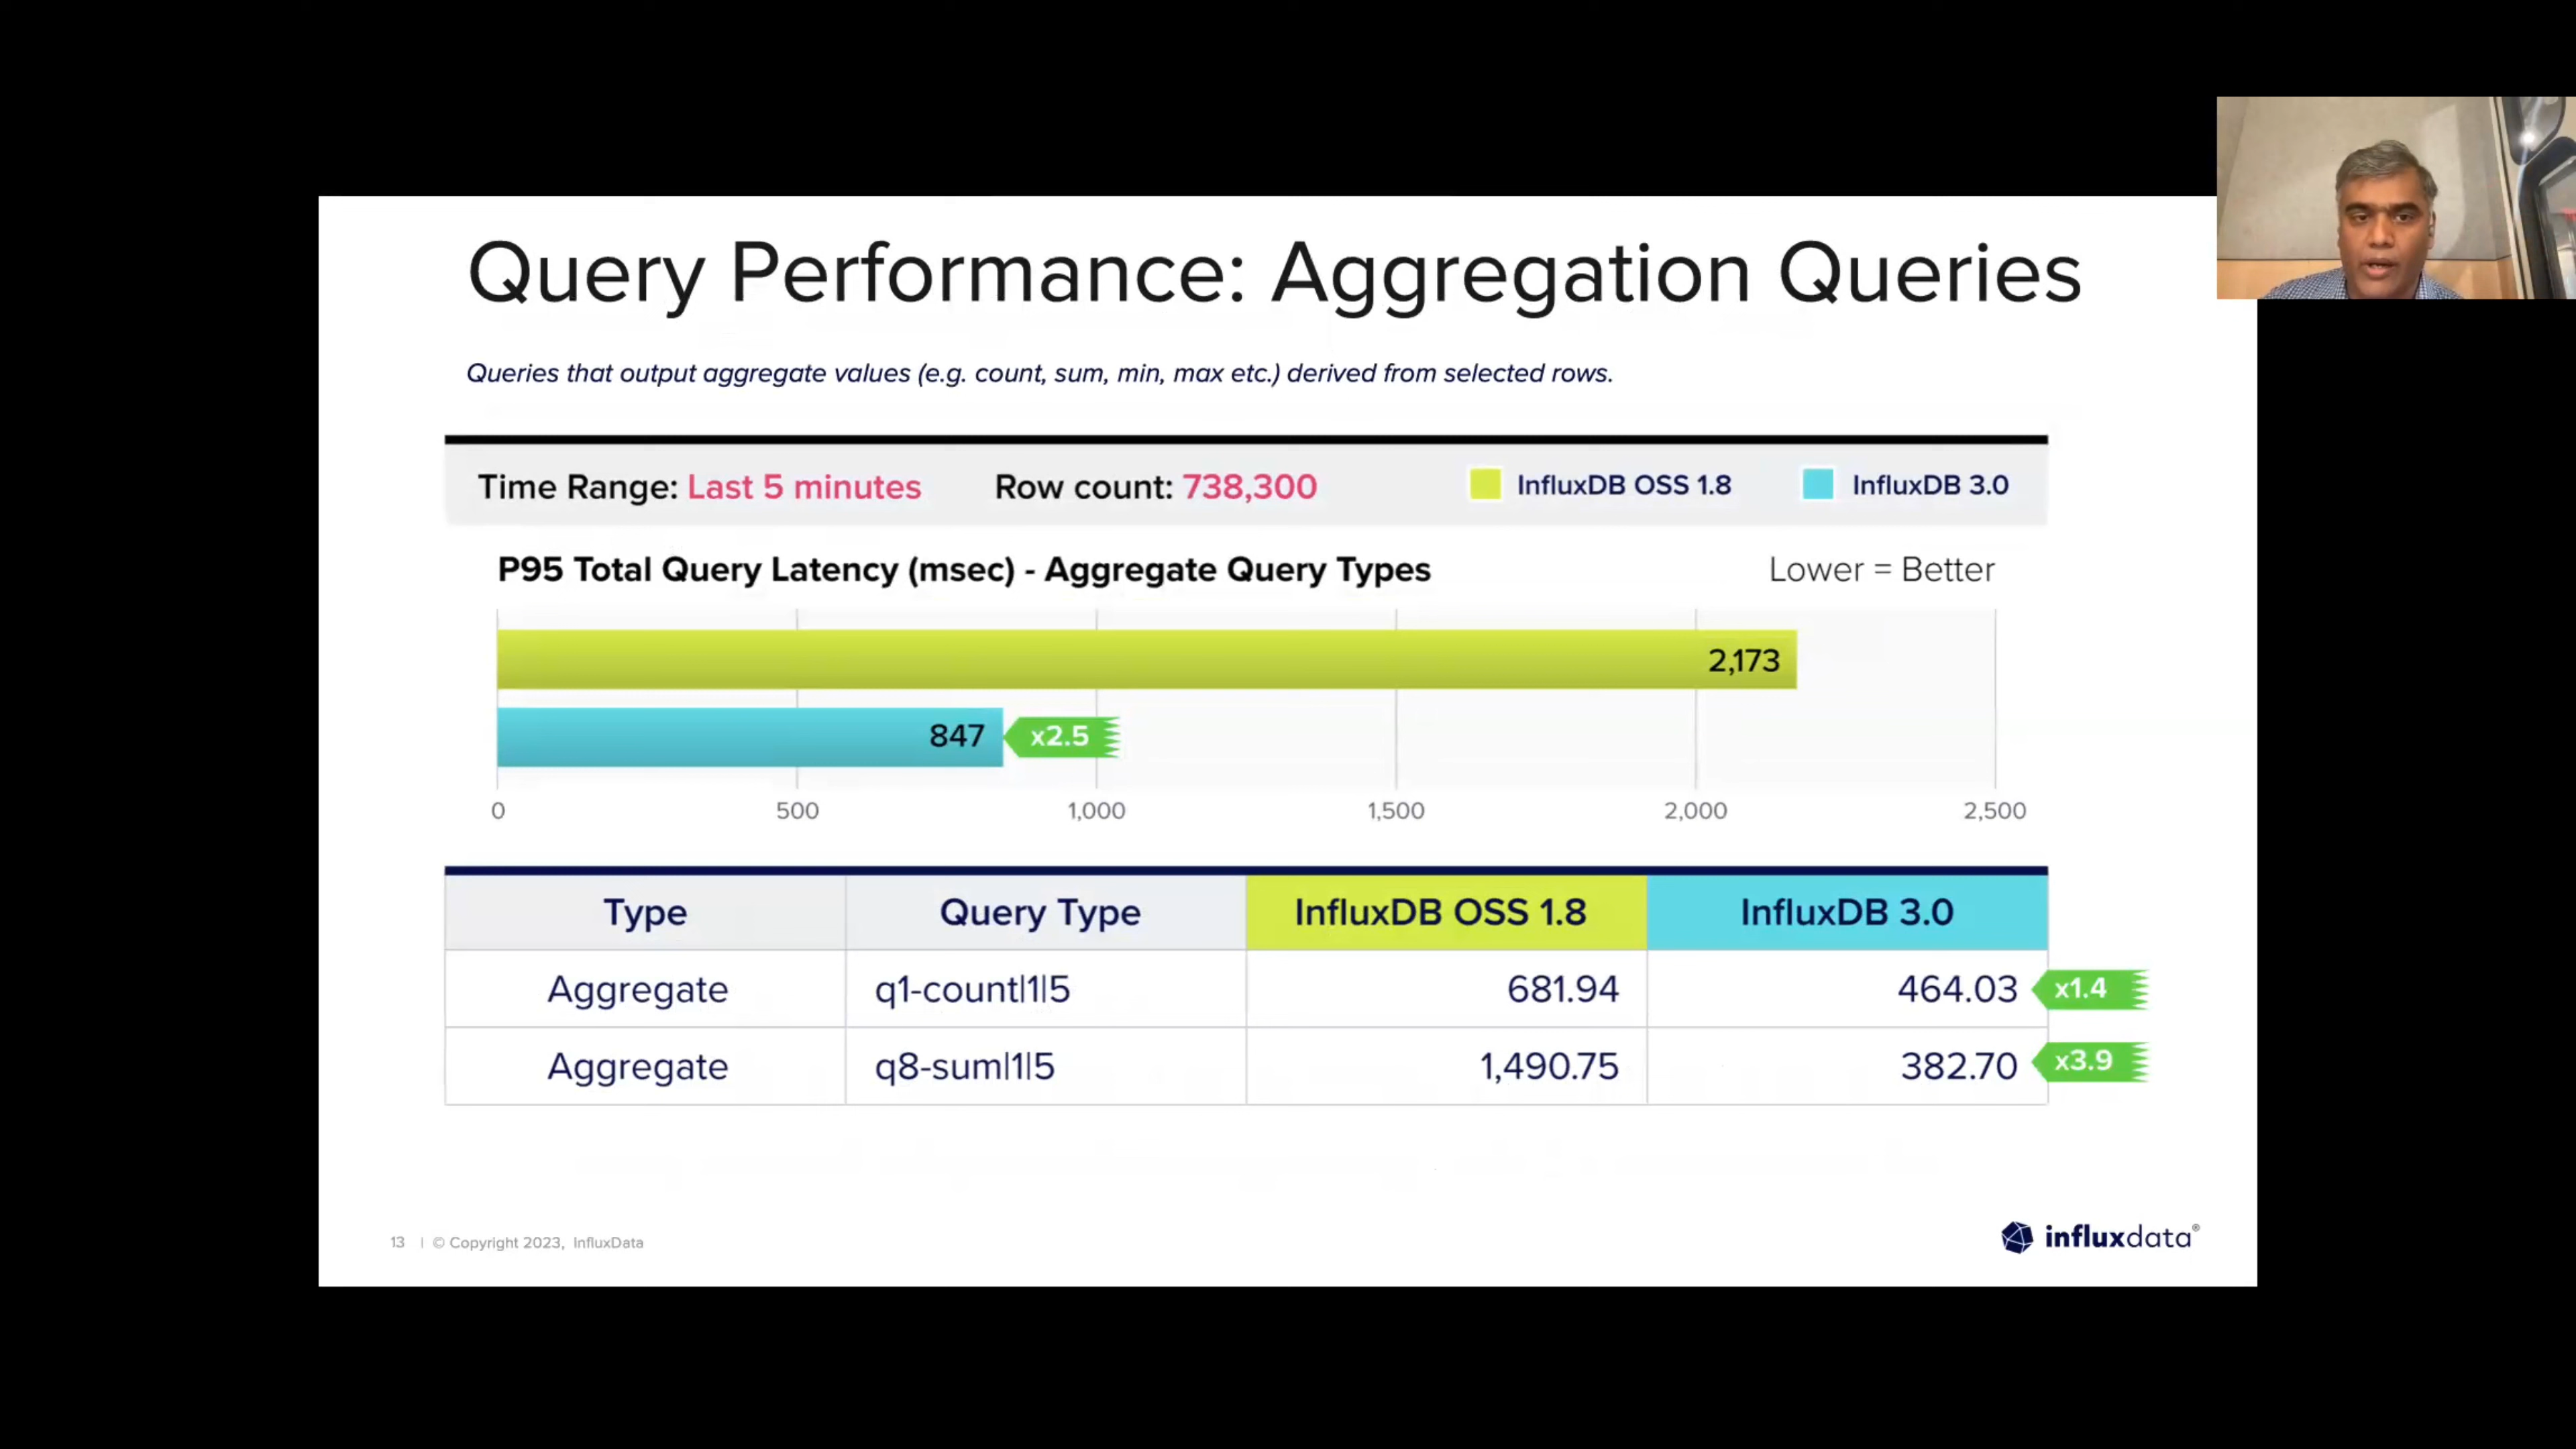 Query Performance: Aggregation Queries
Queries that output aggregate values (e.g. count, sum, min, max etc.) derived from selected rows.
Time Range: Last 5 minutes Row count: 738,300 InfluxDB OSS 1.8 InfluxDB 3.0
P95 Total Query Latency (msec) - Aggregate Query Types Lower = Better
2,173
847 x2.5
0 500 1,000 1,500 2,000 2,500
Type Query Type InfluxDB OSS 1.8 InfluxDB 3.0
Aggregate q1-count|1|5 681.94 464.03 x1.4
Aggregate q8-sum|1|5 1,490.75 382.70 x3.9
13 | © Copyright 2023, InfluxData
influxdata®